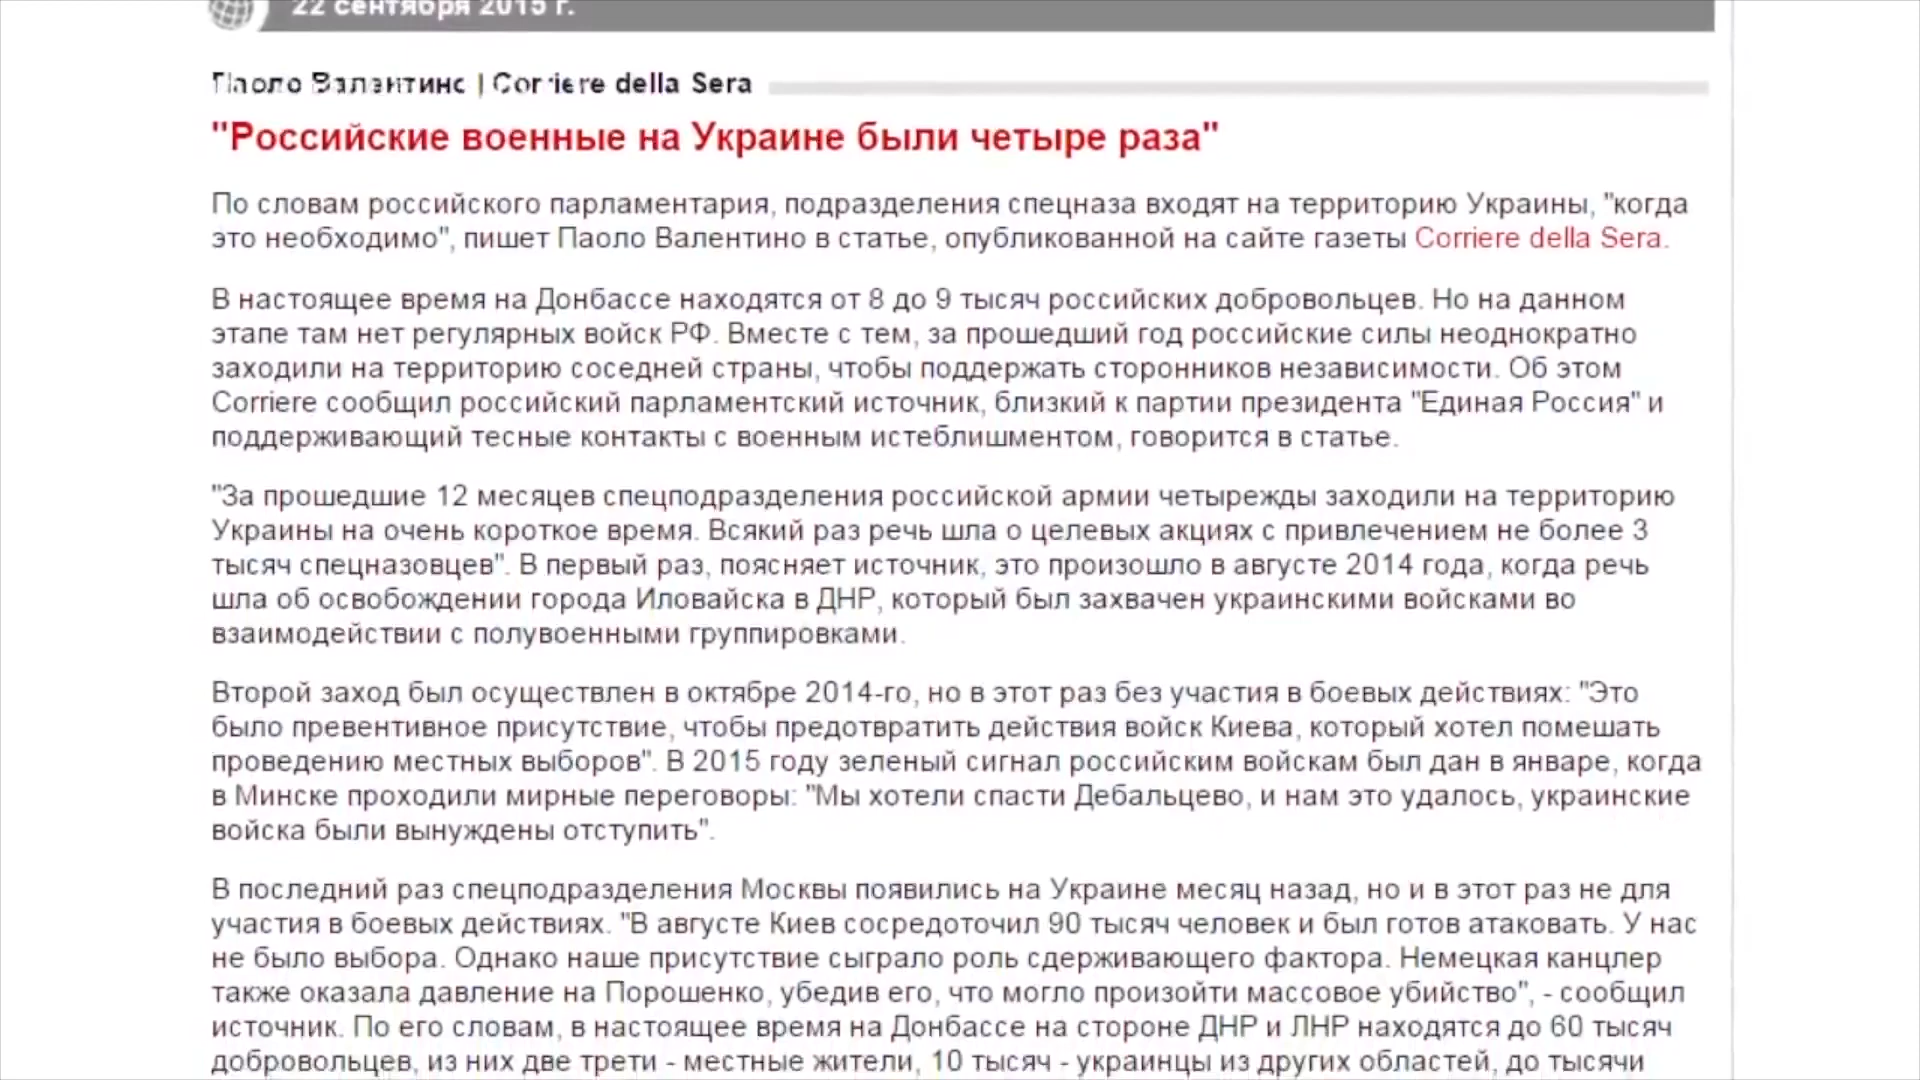 22 сентября 2015 г.
Паоло Валентино | Corriere della Sera
"Российские военные на Украине были четыре раза"
По словам российского парламентария, подразделения спецназа входят на территорию Украины, "когда
это необходимо", пишет Паоло Валентино в статье, опубликованной на сайте газеты Corriere della Sera.
В настоящее время на Донбассе находятся от 8 до 9 тысяч российских добровольцев. Но на данном
этапе там нет регулярных войск РФ. Вместе с тем, за прошедший год российские силы неоднократно
заходили на территорию соседней страны, чтобы поддержать сторонников независимости. Об этом
Corriere сообщил российский парламентский источник, близкий к партии президента "Единая Россия" и
поддерживающий тесные контакты с военным истеблишментом, говорится в статье.
"За прошедшие 12 месяцев спецподразделения российской армии четырежды заходили на территорию
Украины на очень короткое время. Всякий раз речь шла о целевых акциях с привлечением не более 3
тысяч спецназовцев". В первый раз, поясняет источник, это произошло в августе 2014 года, когда речь
шла об освобождении города Иловайска в ДНР, который был захвачен украинскими войсками во
взаимодействии с полувоенными группировками.
Второй заход был осуществлен в октябре 2014-го, но в этот раз без участия в боевых действиях: "Это
было превентивное присутствие, чтобы предотвратить действия войск Киева, который хотел помешать
проведению местных выборов". В 2015 году зеленый сигнал российским войскам был дан в январе, когда
в Минске проходили мирные переговоры: "Мы хотели спасти Дебальцево, и нам это удалось, украинские
войска были вынуждены отступить".
В последний раз спецподразделения Москвы появились на Украине месяц назад, но и в этот раз не для
участия в боевых действиях. "В августе Киев сосредоточил 90 тысяч человек и был готов атаковать. У нас
не было выбора. Однако наше присутствие сыграло роль сдерживающего фактора. Немецкая канцлер
также оказала давление на Порошенко, убедив его, что могло произойти массовое убийство", - сообщил
источник. По его словам, в настоящее время на Донбассе на стороне ДНР и ЛНР находятся до 60 тысяч
добровольцев, из них две трети - местные жители, 10 тысяч - украинцы из других областей, до тысячи